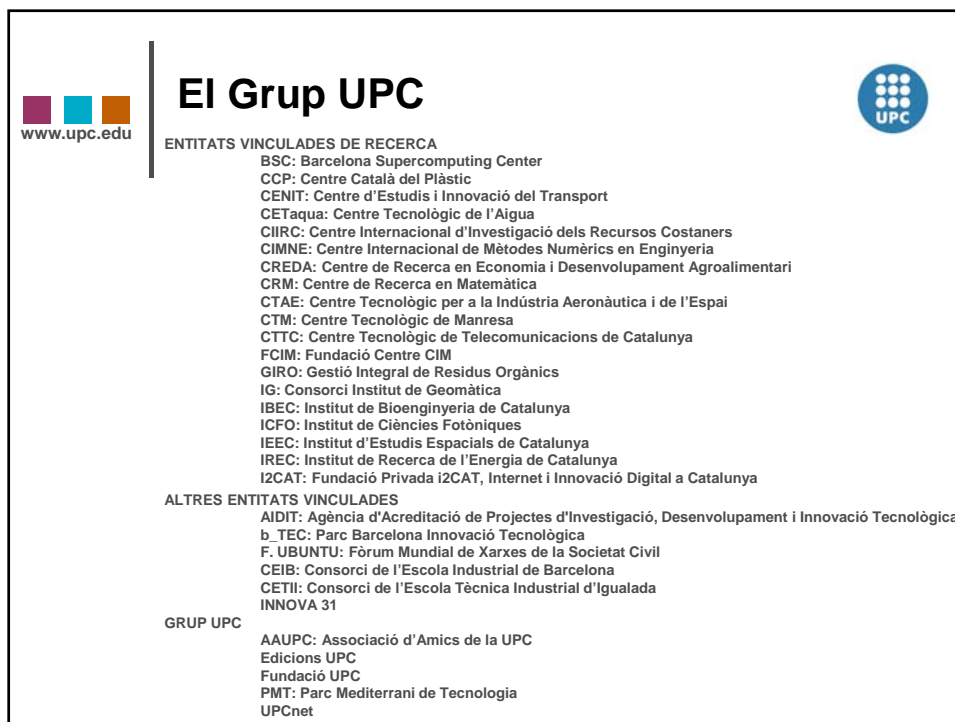 El Grup UPC
www.upc.edu
UPC
ENTITATS VINCULADES DE RECERCA
BSC: Barcelona Supercomputing Center
CCP: Centre Català del Plàstic
CENIT: Centre d’Estudis i Innovació del Transport
CETaqua: Centre Tecnològic de l’Aigua
CIIRC: Centre Internacional d’Investigació dels Recursos Costaners
CIMNE: Centre Internacional de Mètodes Numèrics en Enginyeria
CREDA: Centre de Recerca en Economia i Desenvolupament Agroalimentari
CRM: Centre de Recerca en Matemàtica
CTAE: Centre Tecnològic per a la Indústria Aeronàutica i de l’Espai
CTM: Centre Tecnològic de Manresa
CTTC: Centre Tecnològic de Telecomunicacions de Catalunya
FCIM: Fundació Centre CIM
GIRO: Gestió Integral de Residus Orgànics
IG: Consorci Institut de Geomàtica
IBEC: Institut de Bioenginyeria de Catalunya
ICFO: Institut de Ciències Fotòniques
IEEC: Institut d’Estudis Espacials de Catalunya
IREC: Institut de Recerca de l’Energia de Catalunya
I2CAT: Fundació Privada i2CAT, Internet i Innovació Digital a Catalunya
ALTRES ENTITATS VINCULADES
AIDIT: Agència d'Acreditació de Projectes d'Investigació, Desenvolupament i Innovació Tecnològica
b_TEC: Parc Barcelona Innovació Tecnològica
F. UBUNTU: Fòrum Mundial de Xarxes de la Societat Civil
CEIB: Consorci de l’Escola Industrial de Barcelona
CETII: Consorci de l’Escola Tècnica Industrial d’Igualada
INNOVA 31
GRUP UPC
AAUPC: Associació d’Amics de la UPC
Edicions UPC
Fundació UPC
PMT: Parc Mediterrani de Tecnologia
UPCnet